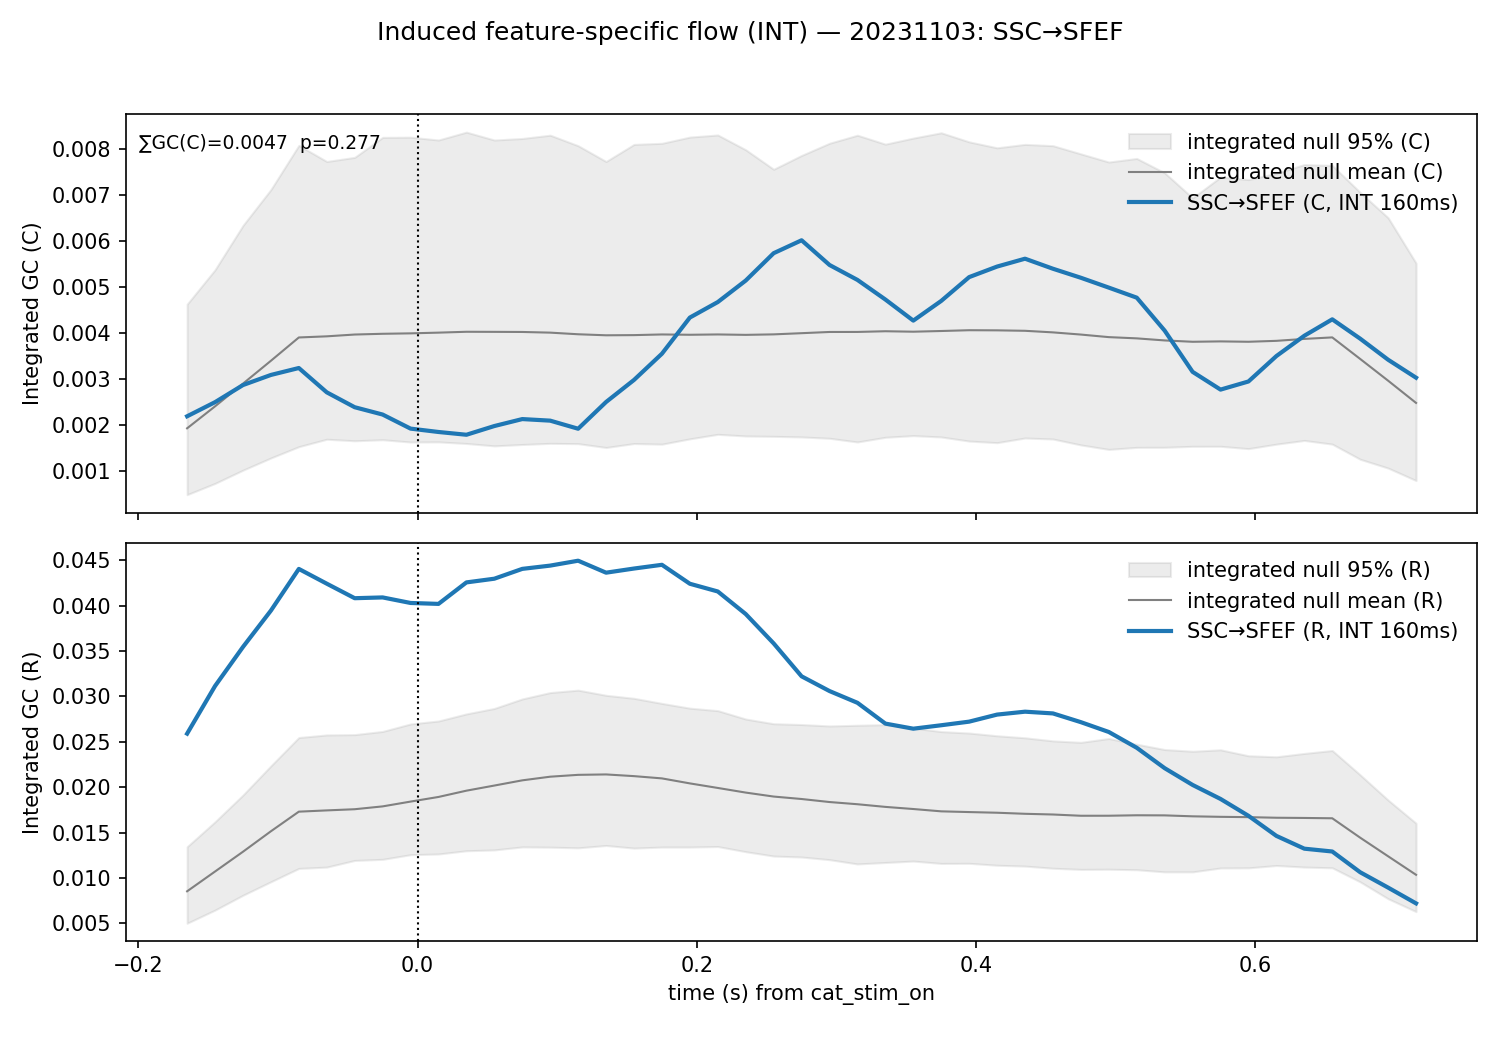 Induced feature-specific flow (INT) — 20231103: SSC→SFEF
∑GC(C)=0.0047 p=0.277
integrated null 95% (C)
integrated null mean (C)
SSC→SFEF (C, INT 160ms)
Integrated GC (C)
0.008
0.007
0.006
0.005
0.004
0.003
0.002
0.001
integrated null 95% (R)
integrated null mean (R)
SSC→SFEF (R, INT 160ms)
Integrated GC (R)
0.045
0.040
0.035
0.030
0.025
0.020
0.015
0.010
0.005
−0.2 0.0 0.2 0.4 0.6
time (s) from cat_stim_on